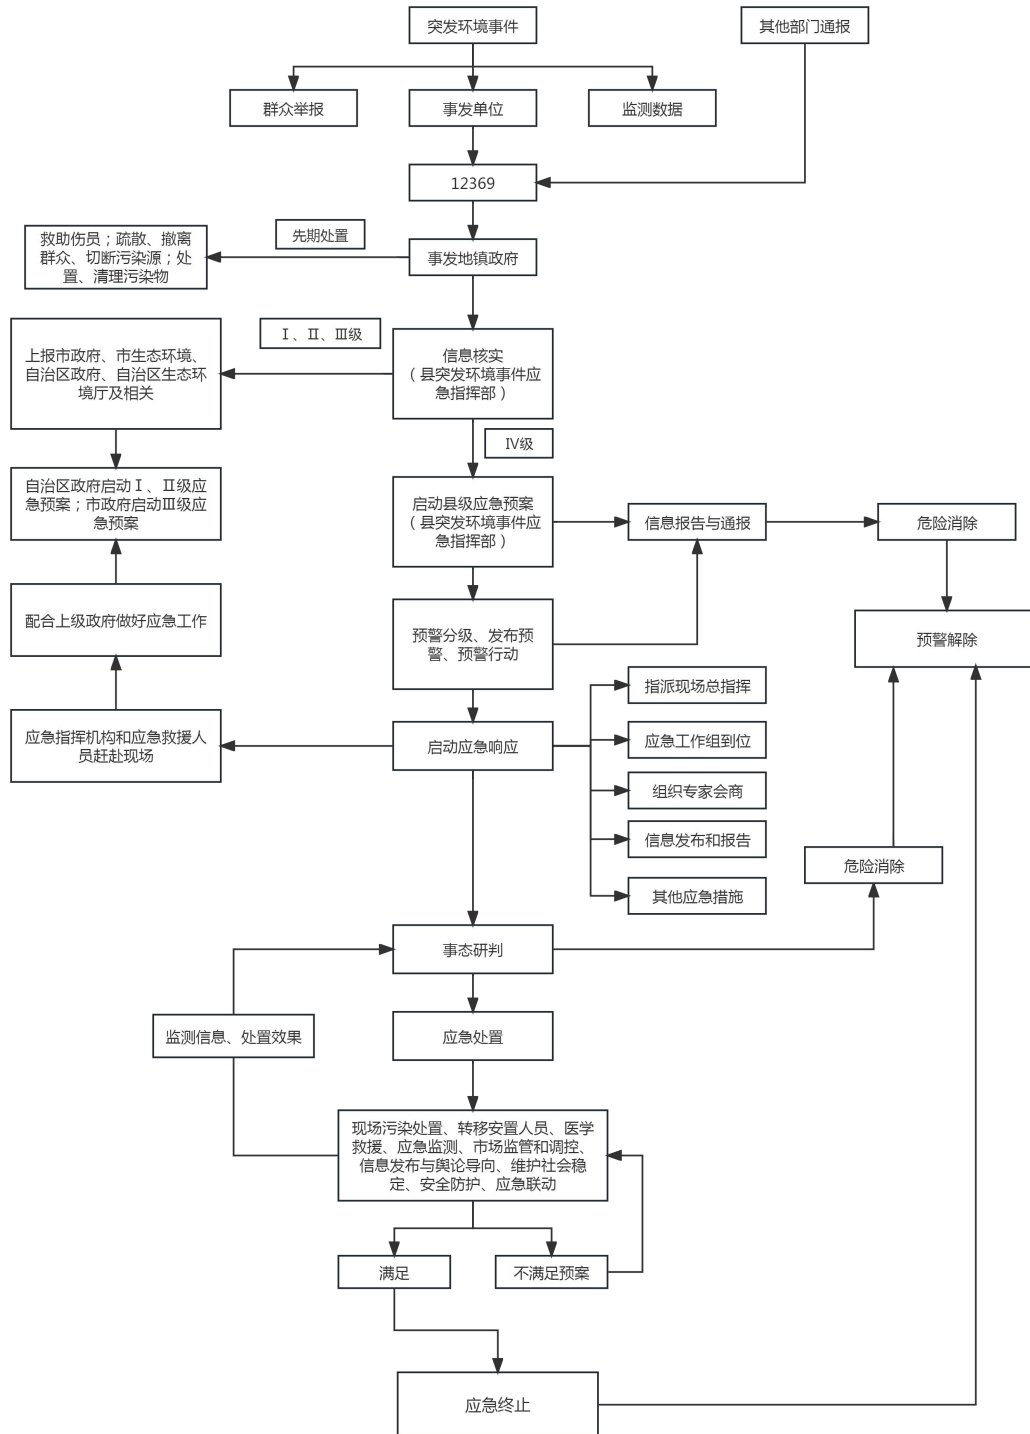 突发环境事件
其他部门通报
群众举报
事发单位
监测数据
12369
先期处置
救助伤员；疏散、撤离
群众、切断污染源；处
置、清理污染物
事发地镇政府
Ⅰ、Ⅱ、Ⅲ级
上报市政府、市生态环境、
自治区政府、自治区生态环
境厅及相关
信息核实
（县突发环境事件应
急指挥部）
Ⅳ级
自治区政府启动Ⅰ、Ⅱ级应
急预案；市政府启动Ⅲ级应
急预案
启动县级应急预案
（县突发环境事件应
急指挥部）
信息报告与通报
危险消除
配合上级政府做好应急工作
预警分级、发布预
警、预警行动
预警解除
指派现场总指挥
应急指挥机构和应急救援人
员赶赴现场
启动应急响应
应急工作组到位
组织专家会商
信息发布和报告
危险消除
其他应急措施
事态研判
监测信息、处置效果
应急处置
现场污染处置、转移安置人员、医学
救援、应急监测、市场监管和调控、
信息发布与舆论导向、维护社会稳
定、安全防护、应急联动
满足
不满足预案
应急终止